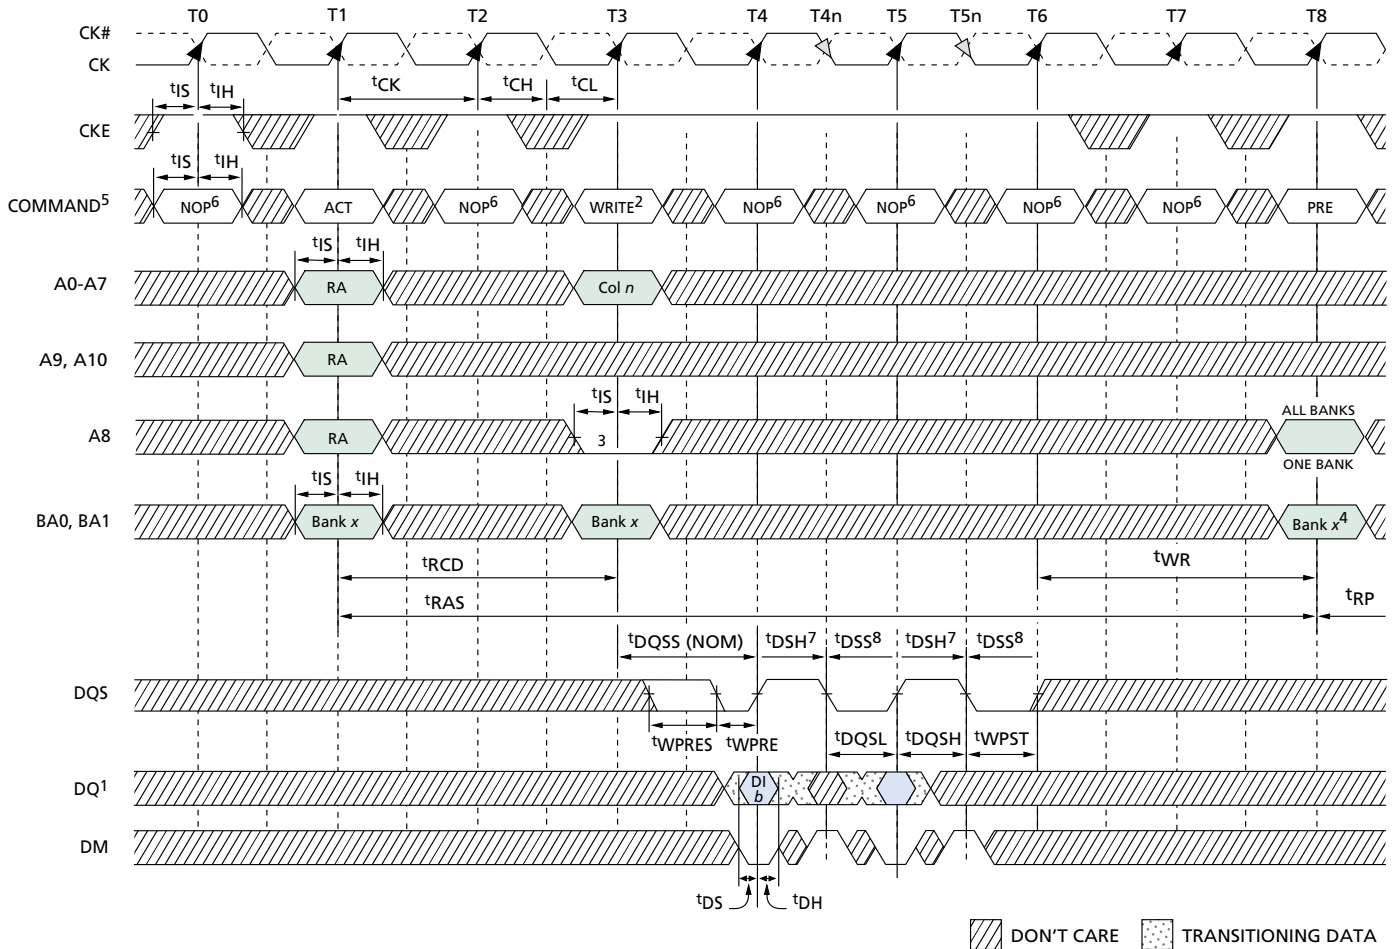 T0 T1 T2 T3 T4 T4n T5 T5n T6 T7 T8
CK#
CK
tCK tCH tCL
tIS tIH
CKE
tIS tIH
COMMAND5 NOP6 ACT NOP6 WRITE2 NOP6 NOP6 NOP6 NOP6 PRE
tIS tIH
A0-A7 RA Col n
A9, A10 RA
tIS tIH
ALL BANKS
A8 RA 3
ONE BANK
tIS tIH
BA0, BA1 Bank x Bank x Bank x4
tRCD tWR
tRAS tRP
tDQSS (NOM) tDSH7 tDSS8 tDSH7 tDSS8
DQS
tWPRES tWPRE tDQSL tDQSH tWPST
DQ1 DI
b
DM
tDS tDH
DON'T CARE TRANSITIONING DATA